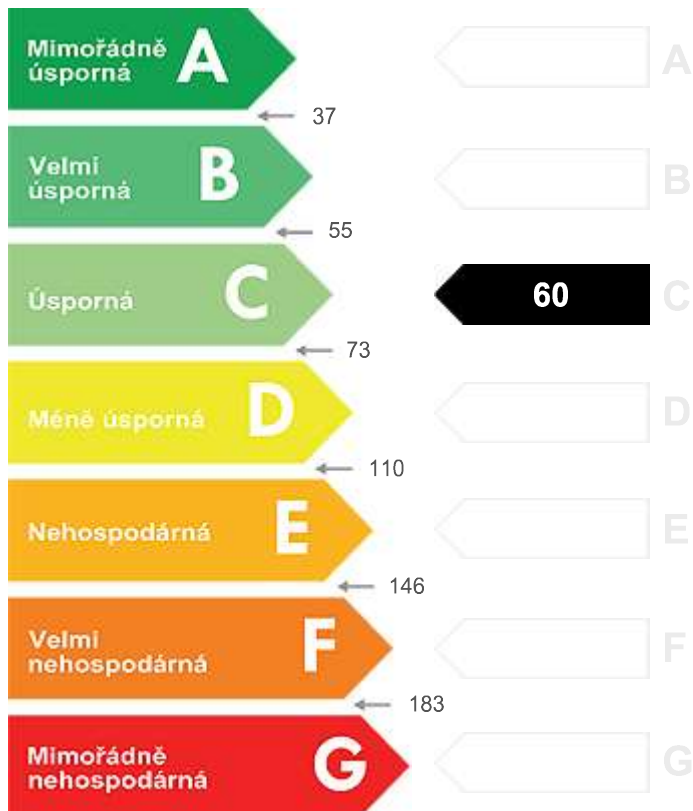 Mimořádně
úsporná
A
A
37
Velmi
úsporná
B
B
55
Úsporná
C
60
C
73
Méně úsporná
D
D
110
Nehospodárná
E
E
146
Velmi
nehospodárná
F
F
183
Mimořádně
nehospodárná
G
G